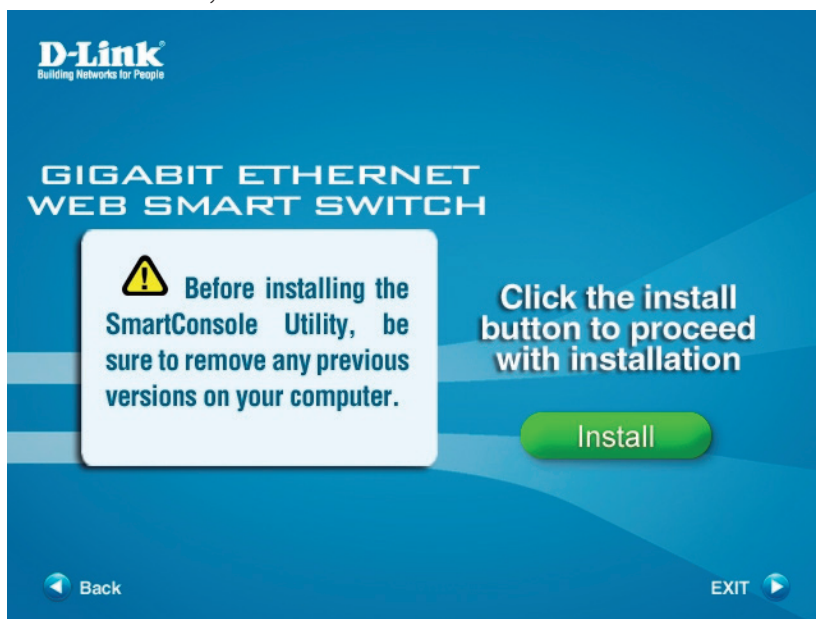 D-Link
Building Networks for People
GIGABIT ETHERNET
WEB SMART SWITCH
Before installing the
SmartConsole Utility, be
sure to remove any previous
versions on your computer.
Click the install
button to proceed
with installation
Install
Back
EXIT